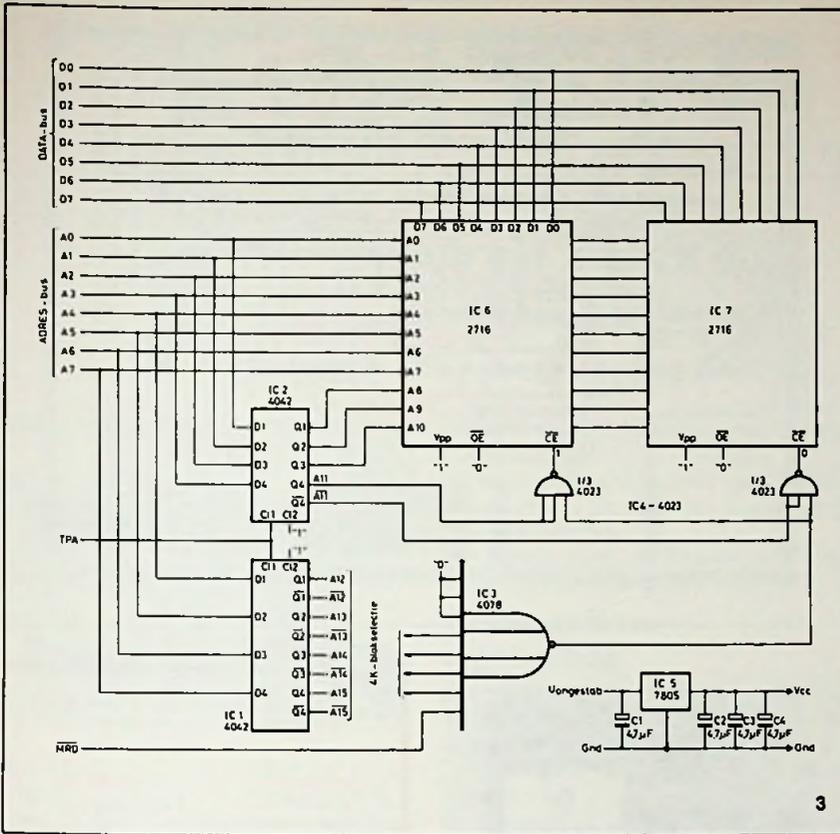 DATA-bus
D0
D1
D2
D3
D4
D5
D6
D7
ADRES-bus
A0
A1
A2
A3
A4
A5
A6
A7
D7 D6 D5 D4 D3 D2 D1 D0
A0
A1
A2
A3
A4
A5
A6
A7
A8
A9
A10
IC 6
2716
Vpp OE CE
"1" "0" 1
IC 7
2716
Vpp OE CE
"1" "0" 0
IC 2
4042
D1 Q1
D2 Q2
D3 Q3
D4 Q4 A11
Q4 A11
Cl1 Cl2
"1"
1/3
4023
IC4-4023
1/3
4023
TPA
"1"
Cl1 Cl2
D1 Q1 A12
Q1 A12
D2 Q2 A13
Q2 A13
D3 Q3 A14
Q3 A14
D4 Q4 A15
Q4 A15
IC 1
4042
4K-blokselectie
"0"
IC 3
4078
MRD
Vongestab
IC 5
7805
Vcc
C1
4,7µF
C2
4,7µF
C3
4,7µF
C4
4,7µF
Gnd
Gnd
3